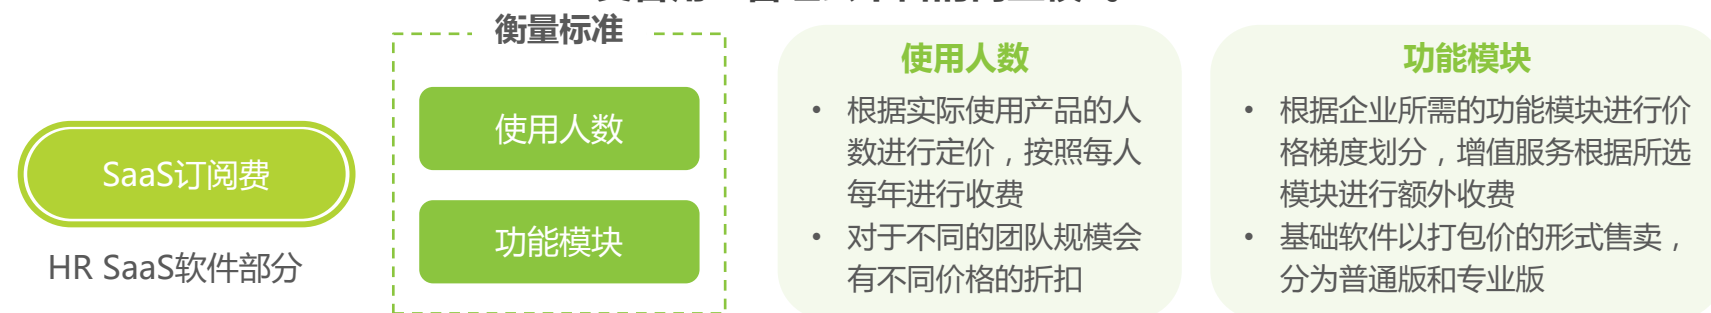 衡量标准
SaaS订阅费
HR SaaS软件部分
使用人数
功能模块
使用人数
• 根据实际使用产品的人
数进行定价，按照每人
每年进行收费
• 对于不同的团队规模会
有不同价格的折扣
功能模块
• 根据企业所需的功能模块进行价
格梯度划分，增值服务根据所选
模块进行额外收费
• 基础软件以打包价的形式售卖，
分为普通版和专业版